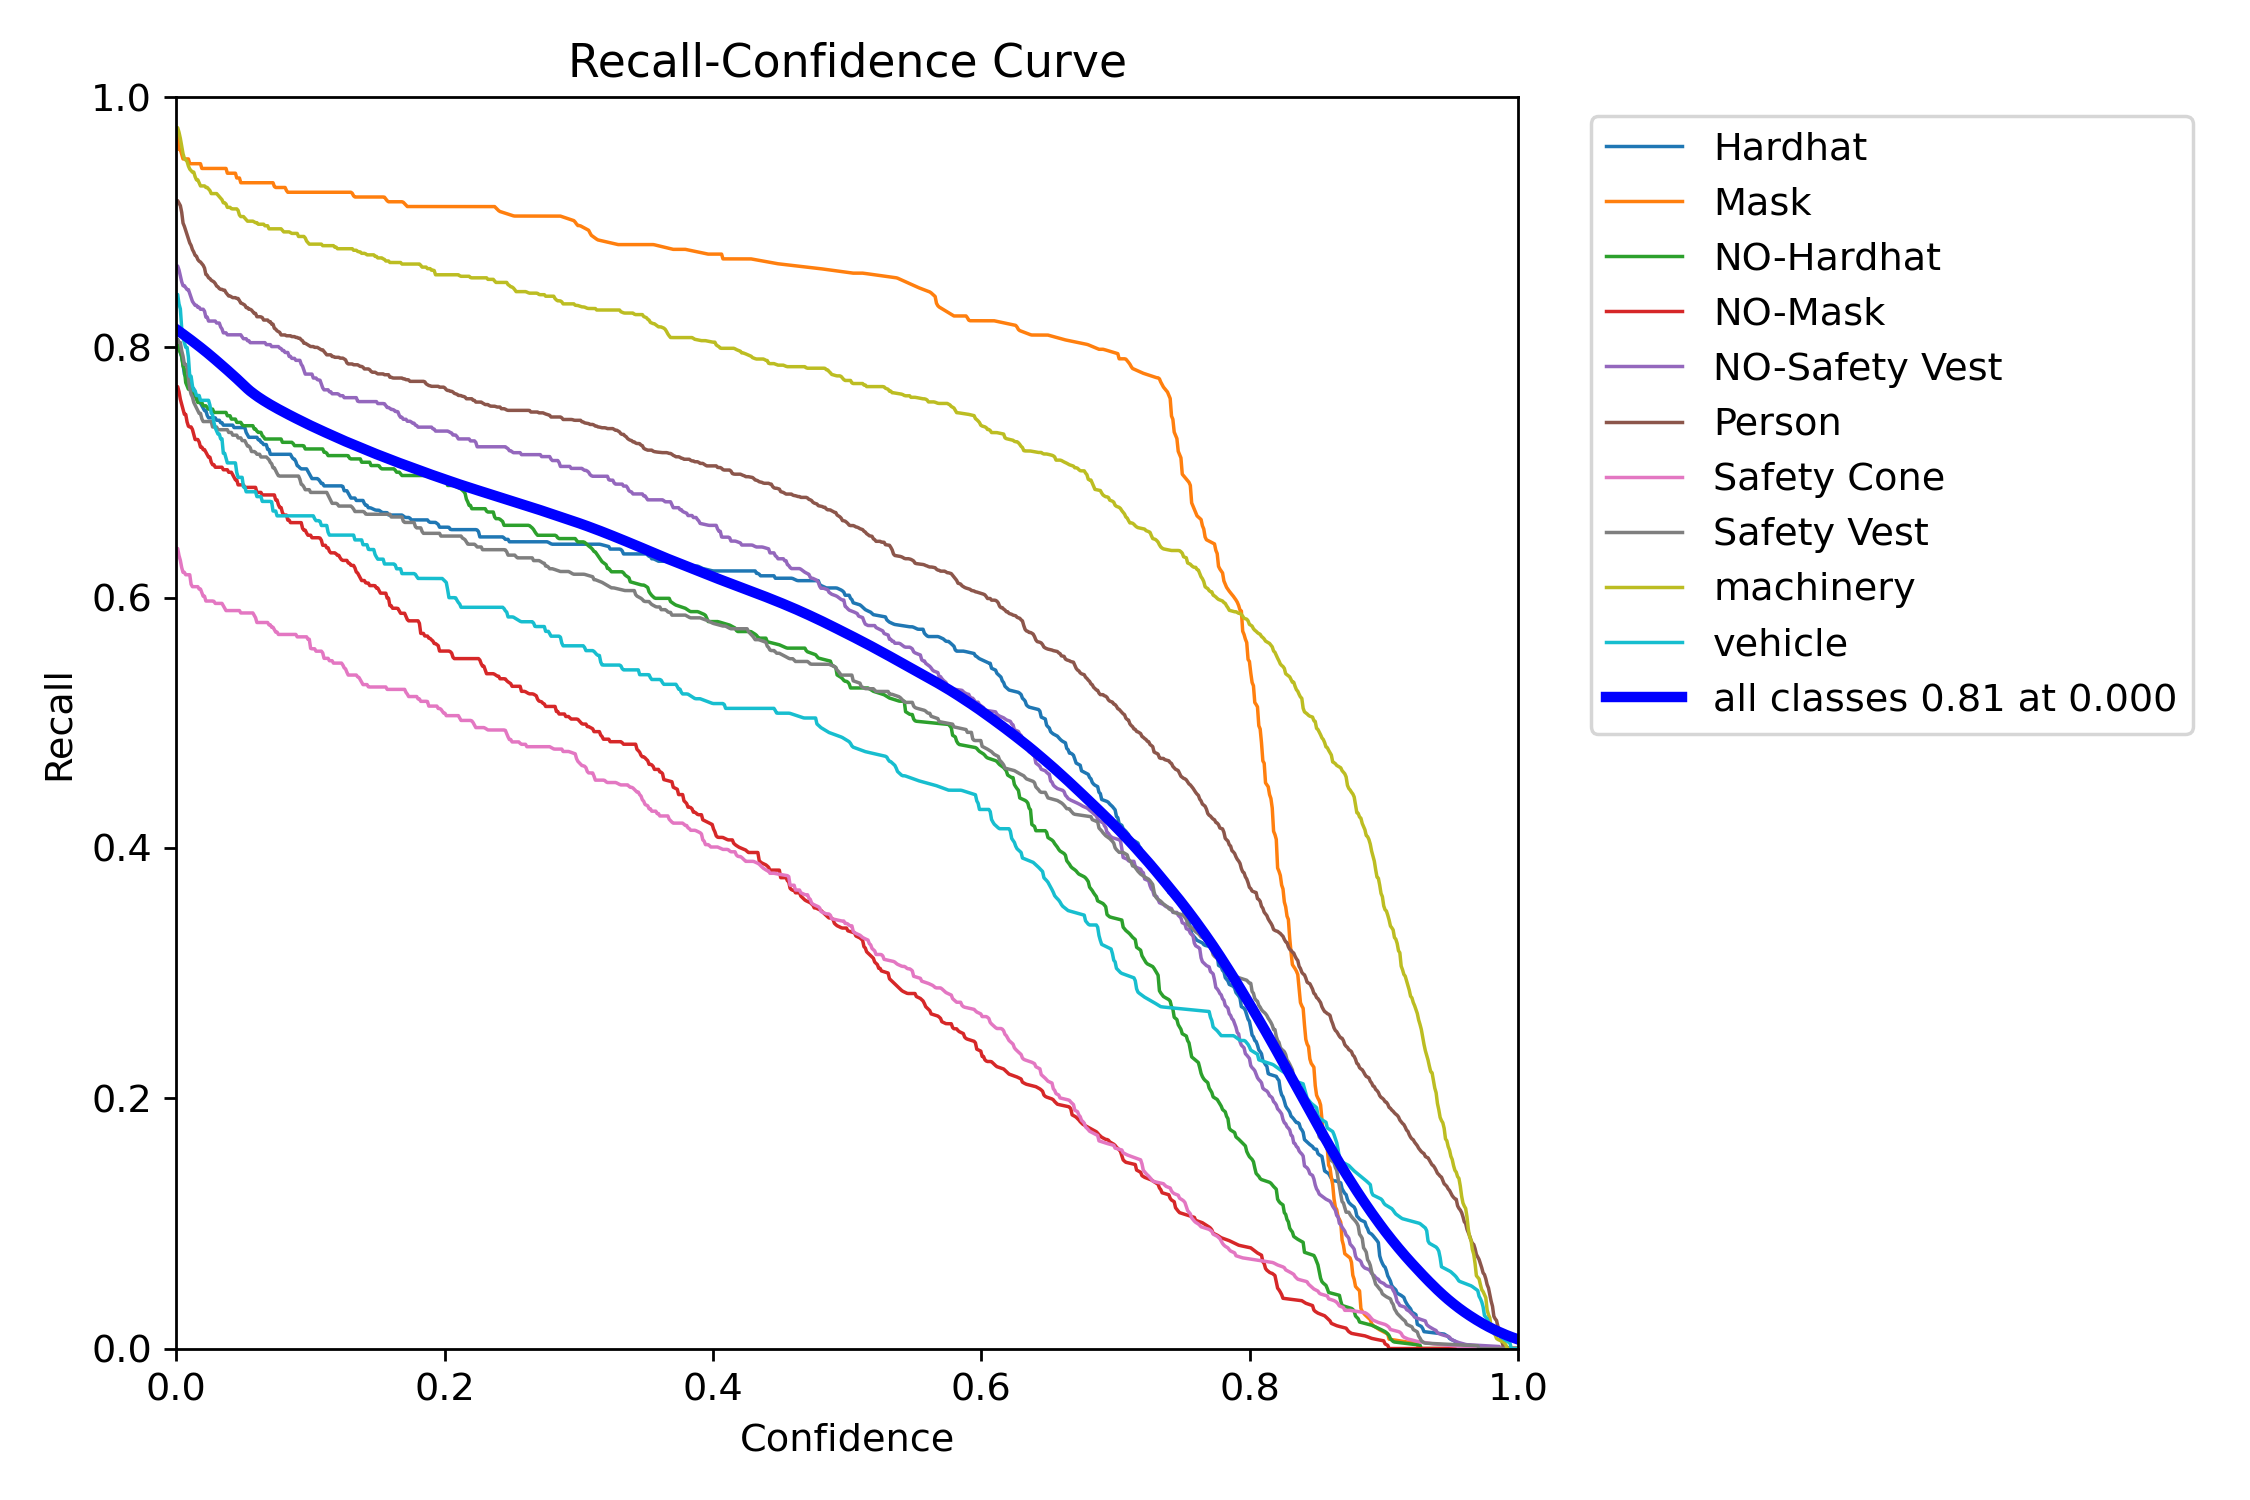 Recall-Confidence Curve
1.0
0.8
0.6
0.4
0.2
0.0
Recall
0.0 0.2 0.4 0.6 0.8 1.0
Confidence
Hardhat
Mask
NO-Hardhat
NO-Mask
NO-Safety Vest
Person
Safety Cone
Safety Vest
machinery
vehicle
all classes 0.81 at 0.000